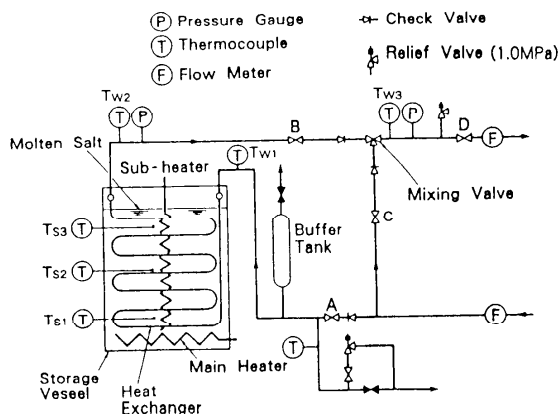 P Pressure Gauge
T Thermocouple
F Flow Meter
Check Valve
Relief Valve (1.0MPa)
TW2
T P
B
TW3
T P
D
F
Molten Salt
Sub-heater
T TW1
Mixing Valve
C
Buffer
Tank
TS3 T
TS2 T
TS1 T
A
F
T
Main Heater
Storage
Veseel
Heat
Exchanger